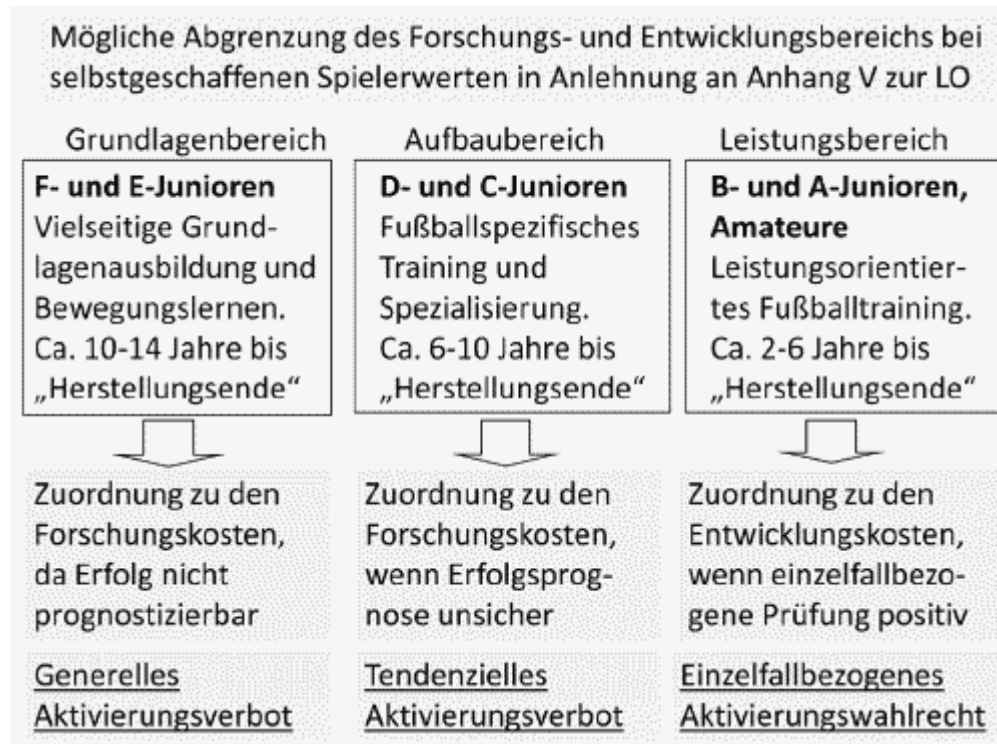 Mögliche Abgrenzung des Forschungs- und Entwicklungsbereichs bei
selbstgeschaffenen Spielerwerten in Anlehnung an Anhang V zur LO
Grundlagenbereich
F- und E-Junioren
Vielseitige Grund-
lagenausbildung und
Bewegungslernen.
Ca. 10-14 Jahre bis
„Herstellungsende“
Zuordnung zu den
Forschungskosten,
da Erfolg nicht
prognostizierbar
Generelles
Aktivierungsverbot
Aufbaubereich
D- und C-Junioren
Fußballspezifisches
Training und
Spezialisierung.
Ca. 6-10 Jahre bis
„Herstellungsende“
Zuordnung zu den
Forschungskosten,
wenn Erfolgsprog-
nose unsicher
Tendenzielles
Aktivierungsverbot
Leistungsbereich
B- und A-Junioren,
Amateure
Leistungsorientier-
tes Fußballtraining.
Ca. 2-6 Jahre bis
„Herstellungsende“
Zuordnung zu den
Entwicklungskosten,
wenn einzelfallbezo-
gene Prüfung positiv
Einzelfallbezogenes
Aktivierungswahlrecht